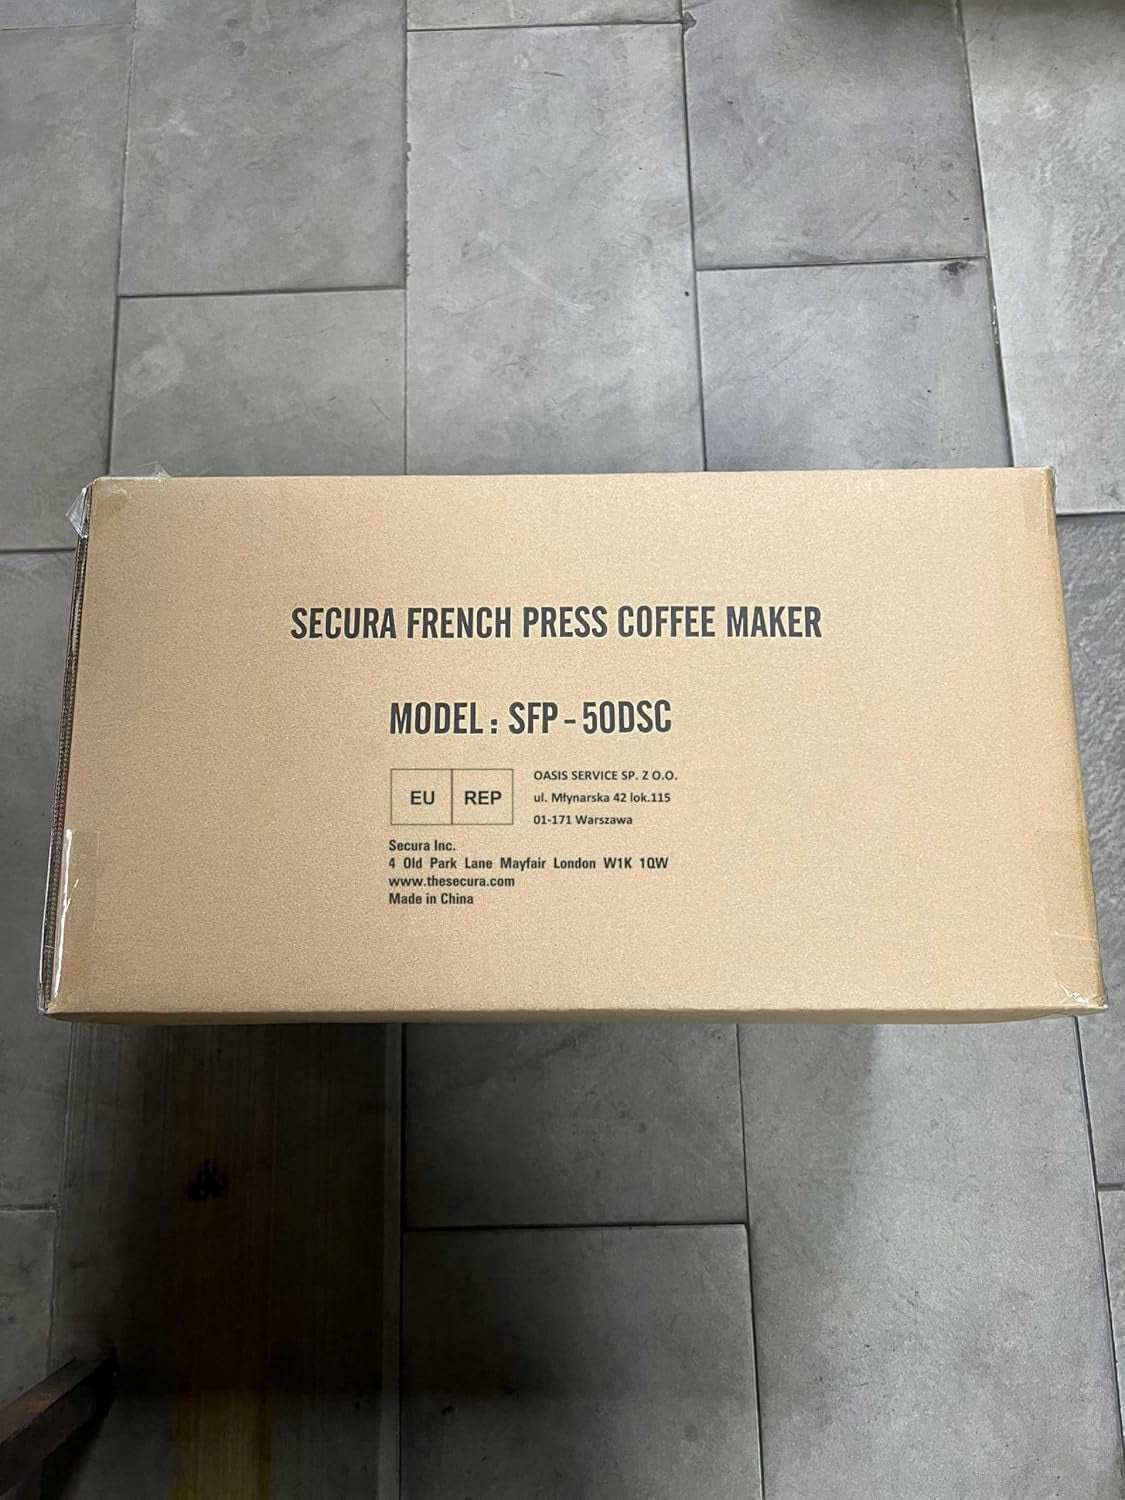 SECURA FRENCH PRESS COFFEE MAKER
MODEL : SFP - 50DSC
EU REP
OASIS SERVICE SP. Z O.O.
ul. Młynarska 42 lok.115
01-171 Warszawa
Secura Inc.
4 Old Park Lane Mayfair London W1K 1QW
www.thesecura.com
Made in China